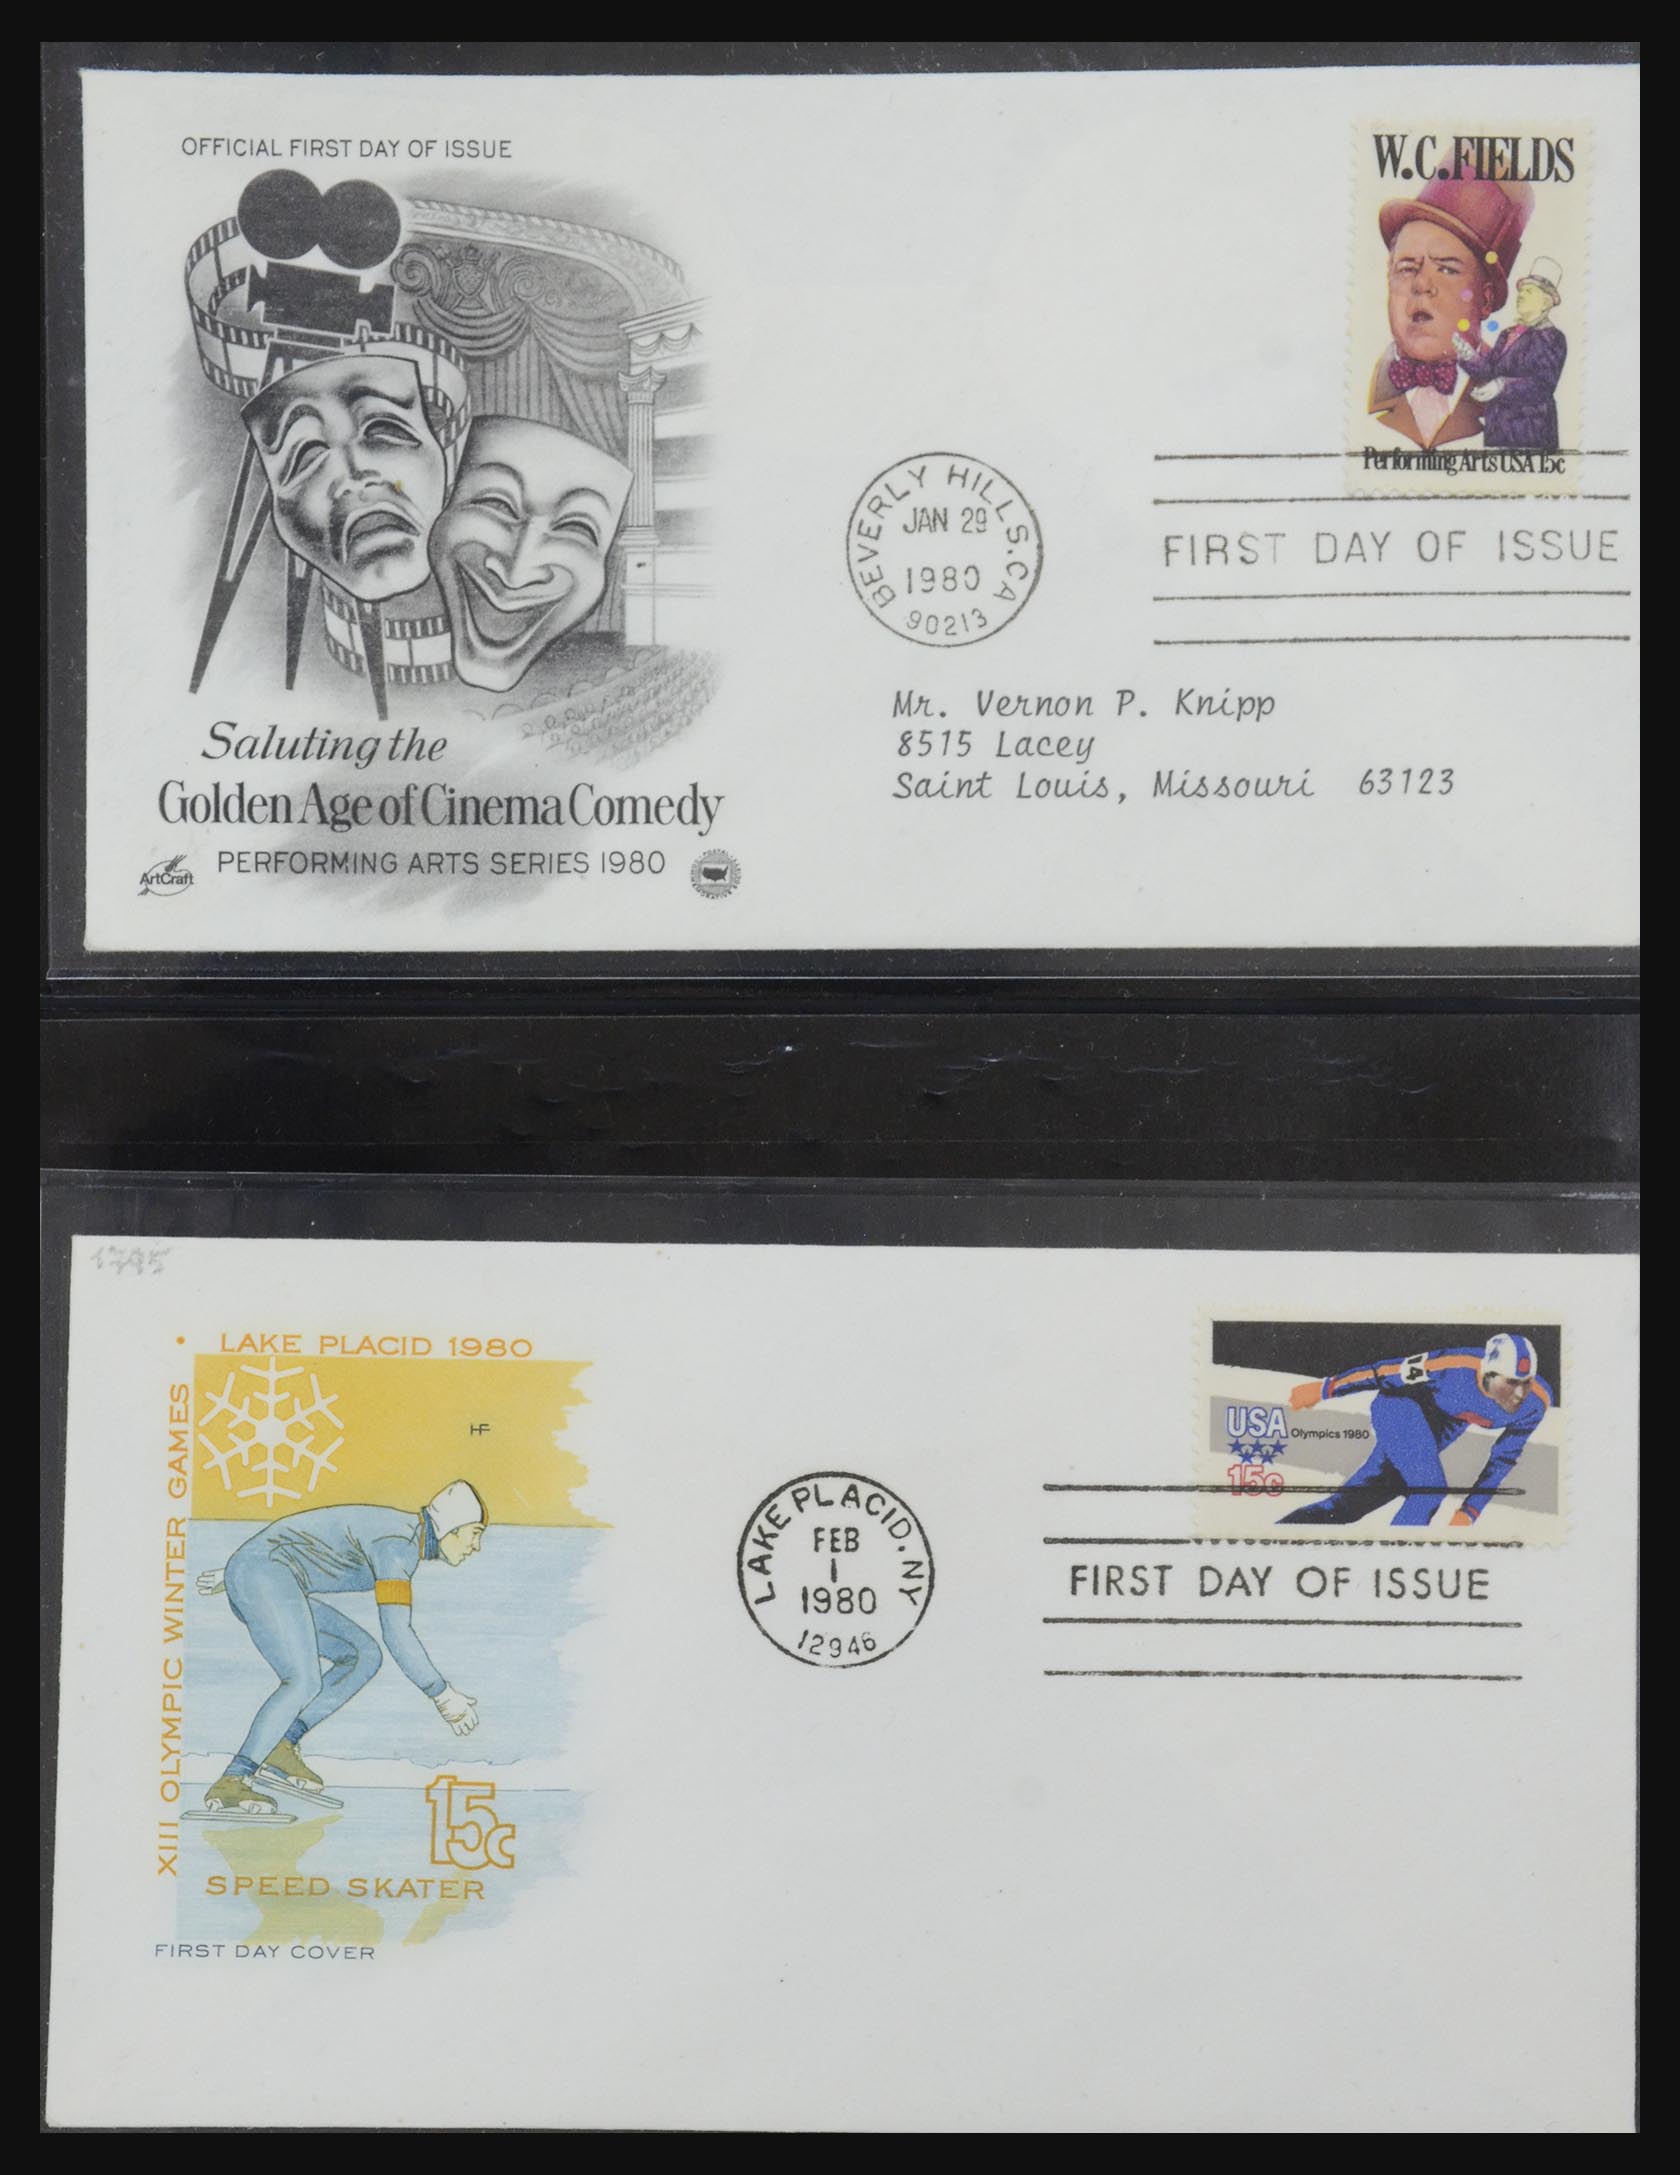 OFFICIAL FIRST DAY OF ISSUE
W.C.FIELDS
Performing Arts USA 15c
BEVERLY HILLS.CA
JAN 29
1980
90213
FIRST DAY OF ISSUE
Mr. Vernon P. Knipp
8515 Lacey
Saint Louis, Missouri 63123
Saluting the
Golden Age of Cinema Comedy
PERFORMING ARTS SERIES 1980
ArtCraft
1795
• LAKE PLACID 1980
XIII OLYMPIC WINTER GAMES
HF
15c
SPEED SKATER
FIRST DAY COVER
14
USA Olympics 1980
15c
LAKE PLACID, NY
FEB
1
1980
12946
FIRST DAY OF ISSUE